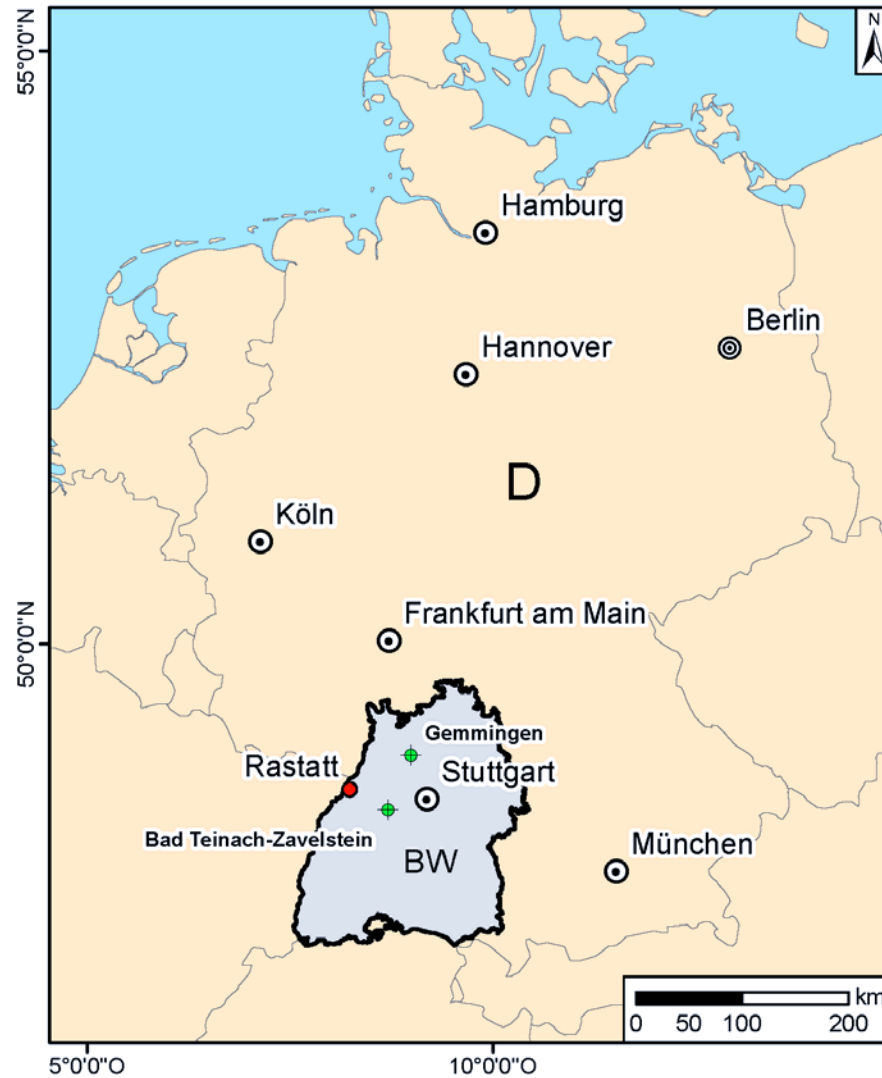 N
55°0'0"N
Hamburg
Berlin
Hannover
D
Köln
Frankfurt am Main
50°0'0"N
Gemmingen
Rastatt
Stuttgart
Bad Teinach-Zavelstein
BW
München
km
0 50 100 200
5°0'0"O 10°0'0"O